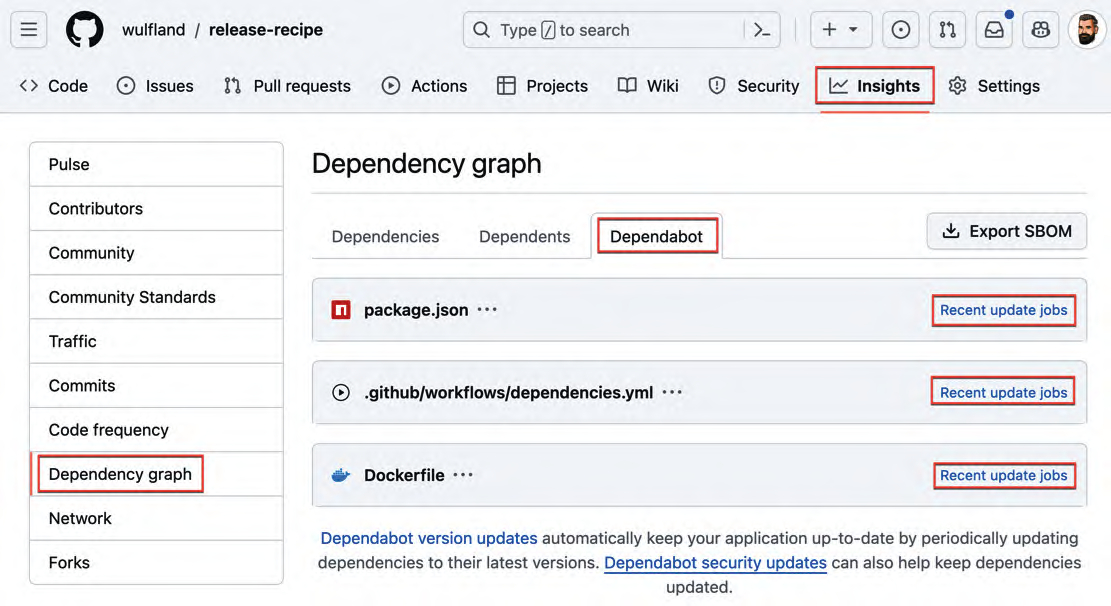 wulfland / release-recipe
Type / to search
Code
Issues
Pull requests
Actions
Projects
Wiki
Security
Insights
Settings
Pulse
Contributors
Community
Community Standards
Traffic
Commits
Code frequency
Dependency graph
Network
Forks
Dependency graph
Dependencies
Dependents
Dependabot
Export SBOM
package.json ···
Recent update jobs
.github/workflows/dependencies.yml ···
Recent update jobs
Dockerfile ···
Recent update jobs
Dependabot version updates automatically keep your application up-to-date by periodically updating
dependencies to their latest versions. Dependabot security updates can also help keep dependencies
updated.